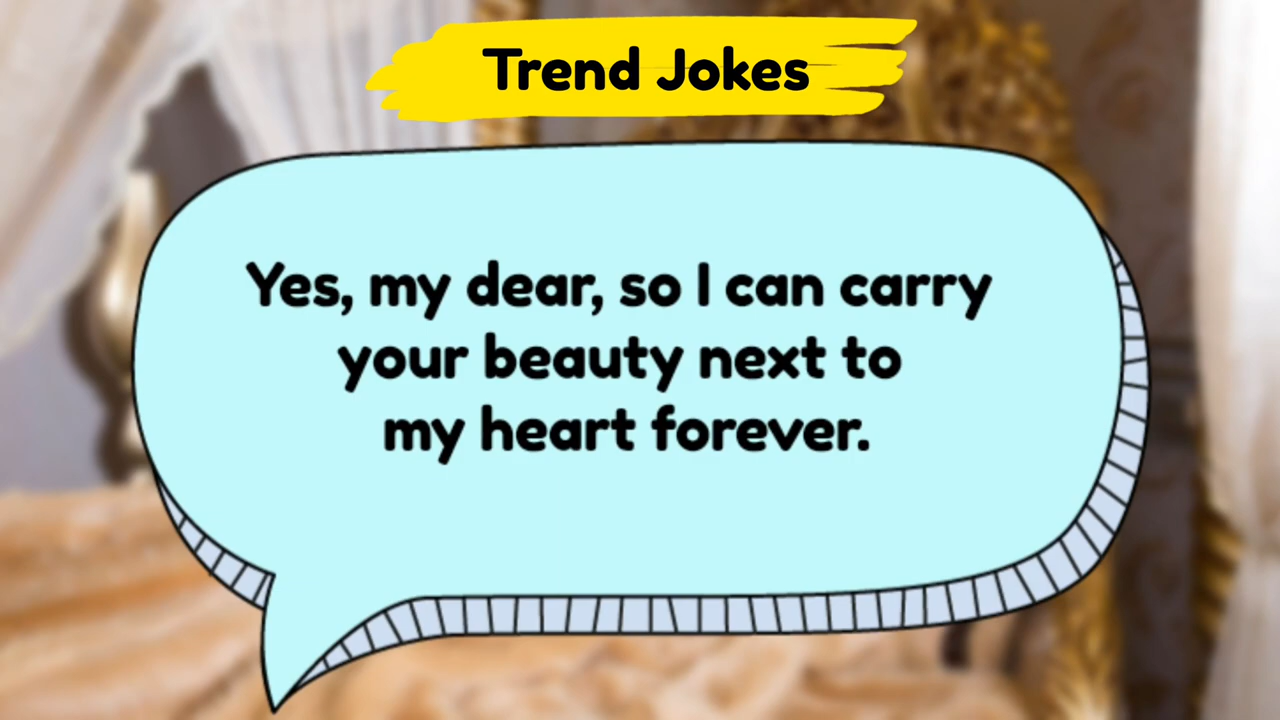 Trend Jokes
Yes, my dear, so I can carry
your beauty next to
my heart forever.